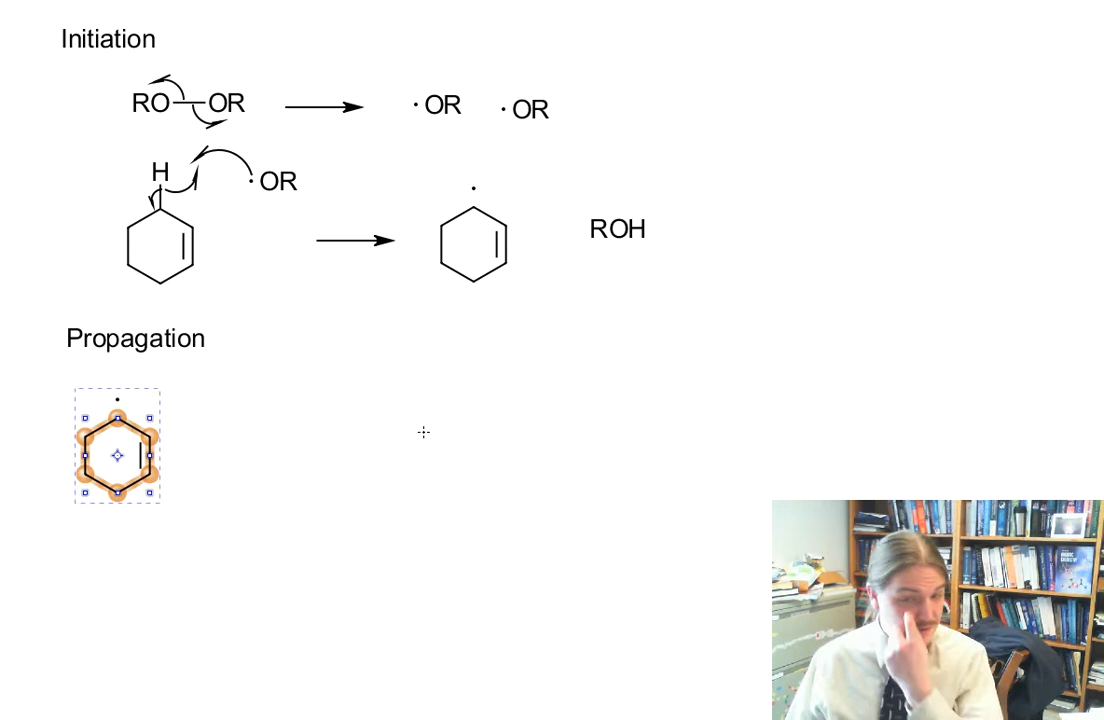 Initiation
RO OR ·OR ·OR
H
·OR
ROH
Propagation